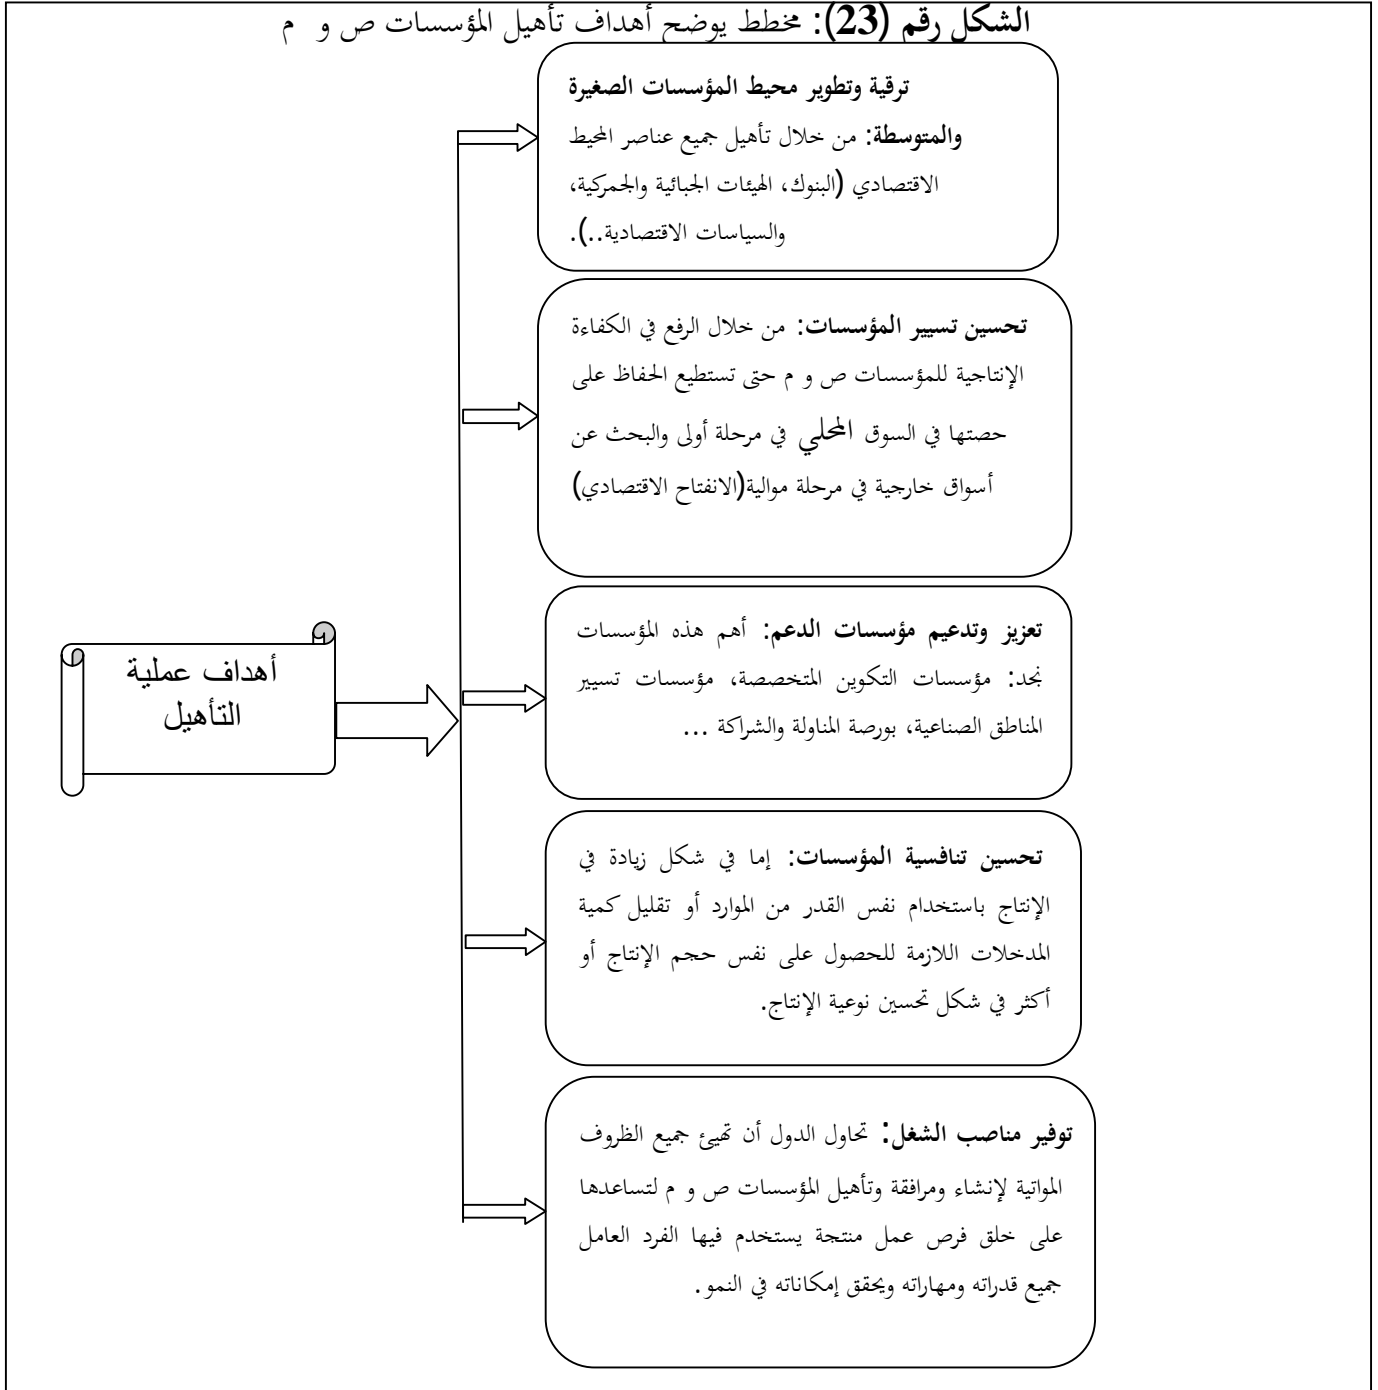 الشكل رقم (23): مخطط يوضح أهداف تأهيل المؤسسات ص و م
ترقية وتطوير محيط المؤسسات الصغيرة
والمتوسطة: من خلال تأهيل جميع عناصر المحيط
الاقتصادي (البنوك، الهيئات الجبائية والجمركية،
والسياسات الاقتصادية..).
تحسين تسيير المؤسسات: من خلال الرفع في الكفاءة
الإنتاجية للمؤسسات ص و م حتى تستطيع الحفاظ على
حصتها في السوق المحلي في مرحلة أولى والبحث عن
أسواق خارجية في مرحلة موالية(الانفتاح الاقتصادي)
تعزيز وتدعيم مؤسسات الدعم: أهم هذه المؤسسات
نجد: مؤسسات التكوين المتخصصة، مؤسسات تسيير
المناطق الصناعية، بورصة المناولة والشراكة ...
أهداف عملية
التأهيل
تحسين تنافسية المؤسسات: إما في شكل زيادة في
الإنتاج باستخدام نفس القدر من الموارد أو تقليل كمية
المدخلات اللازمة للحصول على نفس حجم الإنتاج أو
أكثر في شكل تحسين نوعية الإنتاج.
توفير مناصب الشغل: تحاول الدول أن تهيئ جميع الظروف
المواتية لإنشاء ومرافقة وتأهيل المؤسسات ص و م لتساعدها
على خلق فرص عمل منتجة يستخدم فيها الفرد العامل
جميع قدراته ومهاراته ويحقق إمكاناته في النمو.